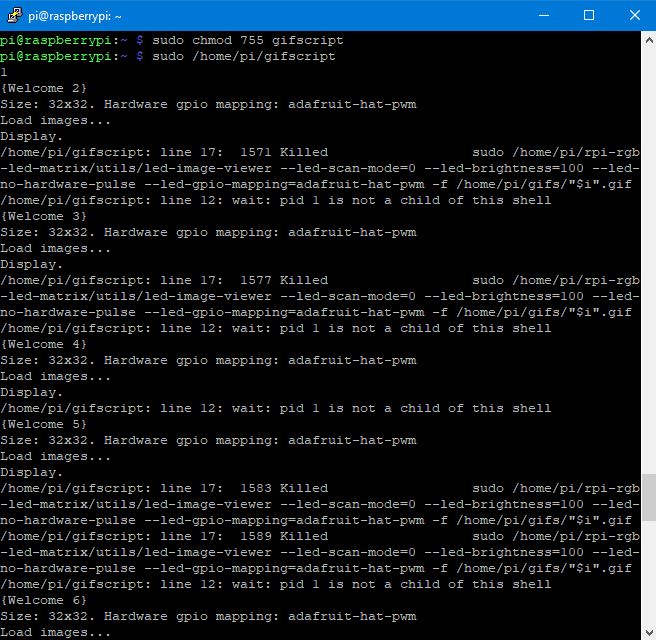 pi@raspberrypi: ~
pi@raspberrypi:~ $ sudo chmod 755 gifscript
pi@raspberrypi:~ $ sudo /home/pi/gifscript
1
{Welcome 2}
Size: 32x32. Hardware gpio mapping: adafruit-hat-pwm
Load images...
Display.
/home/pi/gifscript: line 17:  1571 Killed                  sudo /home/pi/rpi-rgb
-led-matrix/utils/led-image-viewer --led-scan-mode=0 --led-brightness=100 --led-
no-hardware-pulse --led-gpio-mapping=adafruit-hat-pwm -f /home/pi/gifs/"$i".gif
/home/pi/gifscript: line 12: wait: pid 1 is not a child of this shell
{Welcome 3}
Size: 32x32. Hardware gpio mapping: adafruit-hat-pwm
Load images...
Display.
/home/pi/gifscript: line 17:  1577 Killed                  sudo /home/pi/rpi-rgb
-led-matrix/utils/led-image-viewer --led-scan-mode=0 --led-brightness=100 --led-
no-hardware-pulse --led-gpio-mapping=adafruit-hat-pwm -f /home/pi/gifs/"$i".gif
/home/pi/gifscript: line 12: wait: pid 1 is not a child of this shell
{Welcome 4}
Size: 32x32. Hardware gpio mapping: adafruit-hat-pwm
Load images...
Display.
/home/pi/gifscript: line 12: wait: pid 1 is not a child of this shell
{Welcome 5}
Size: 32x32. Hardware gpio mapping: adafruit-hat-pwm
Load images...
Display.
/home/pi/gifscript: line 17:  1583 Killed                  sudo /home/pi/rpi-rgb
-led-matrix/utils/led-image-viewer --led-scan-mode=0 --led-brightness=100 --led-
no-hardware-pulse --led-gpio-mapping=adafruit-hat-pwm -f /home/pi/gifs/"$i".gif
/home/pi/gifscript: line 17:  1589 Killed                  sudo /home/pi/rpi-rgb
-led-matrix/utils/led-image-viewer --led-scan-mode=0 --led-brightness=100 --led-
no-hardware-pulse --led-gpio-mapping=adafruit-hat-pwm -f /home/pi/gifs/"$i".gif
/home/pi/gifscript: line 12: wait: pid 1 is not a child of this shell
{Welcome 6}
Size: 32x32. Hardware gpio mapping: adafruit-hat-pwm
Load images...